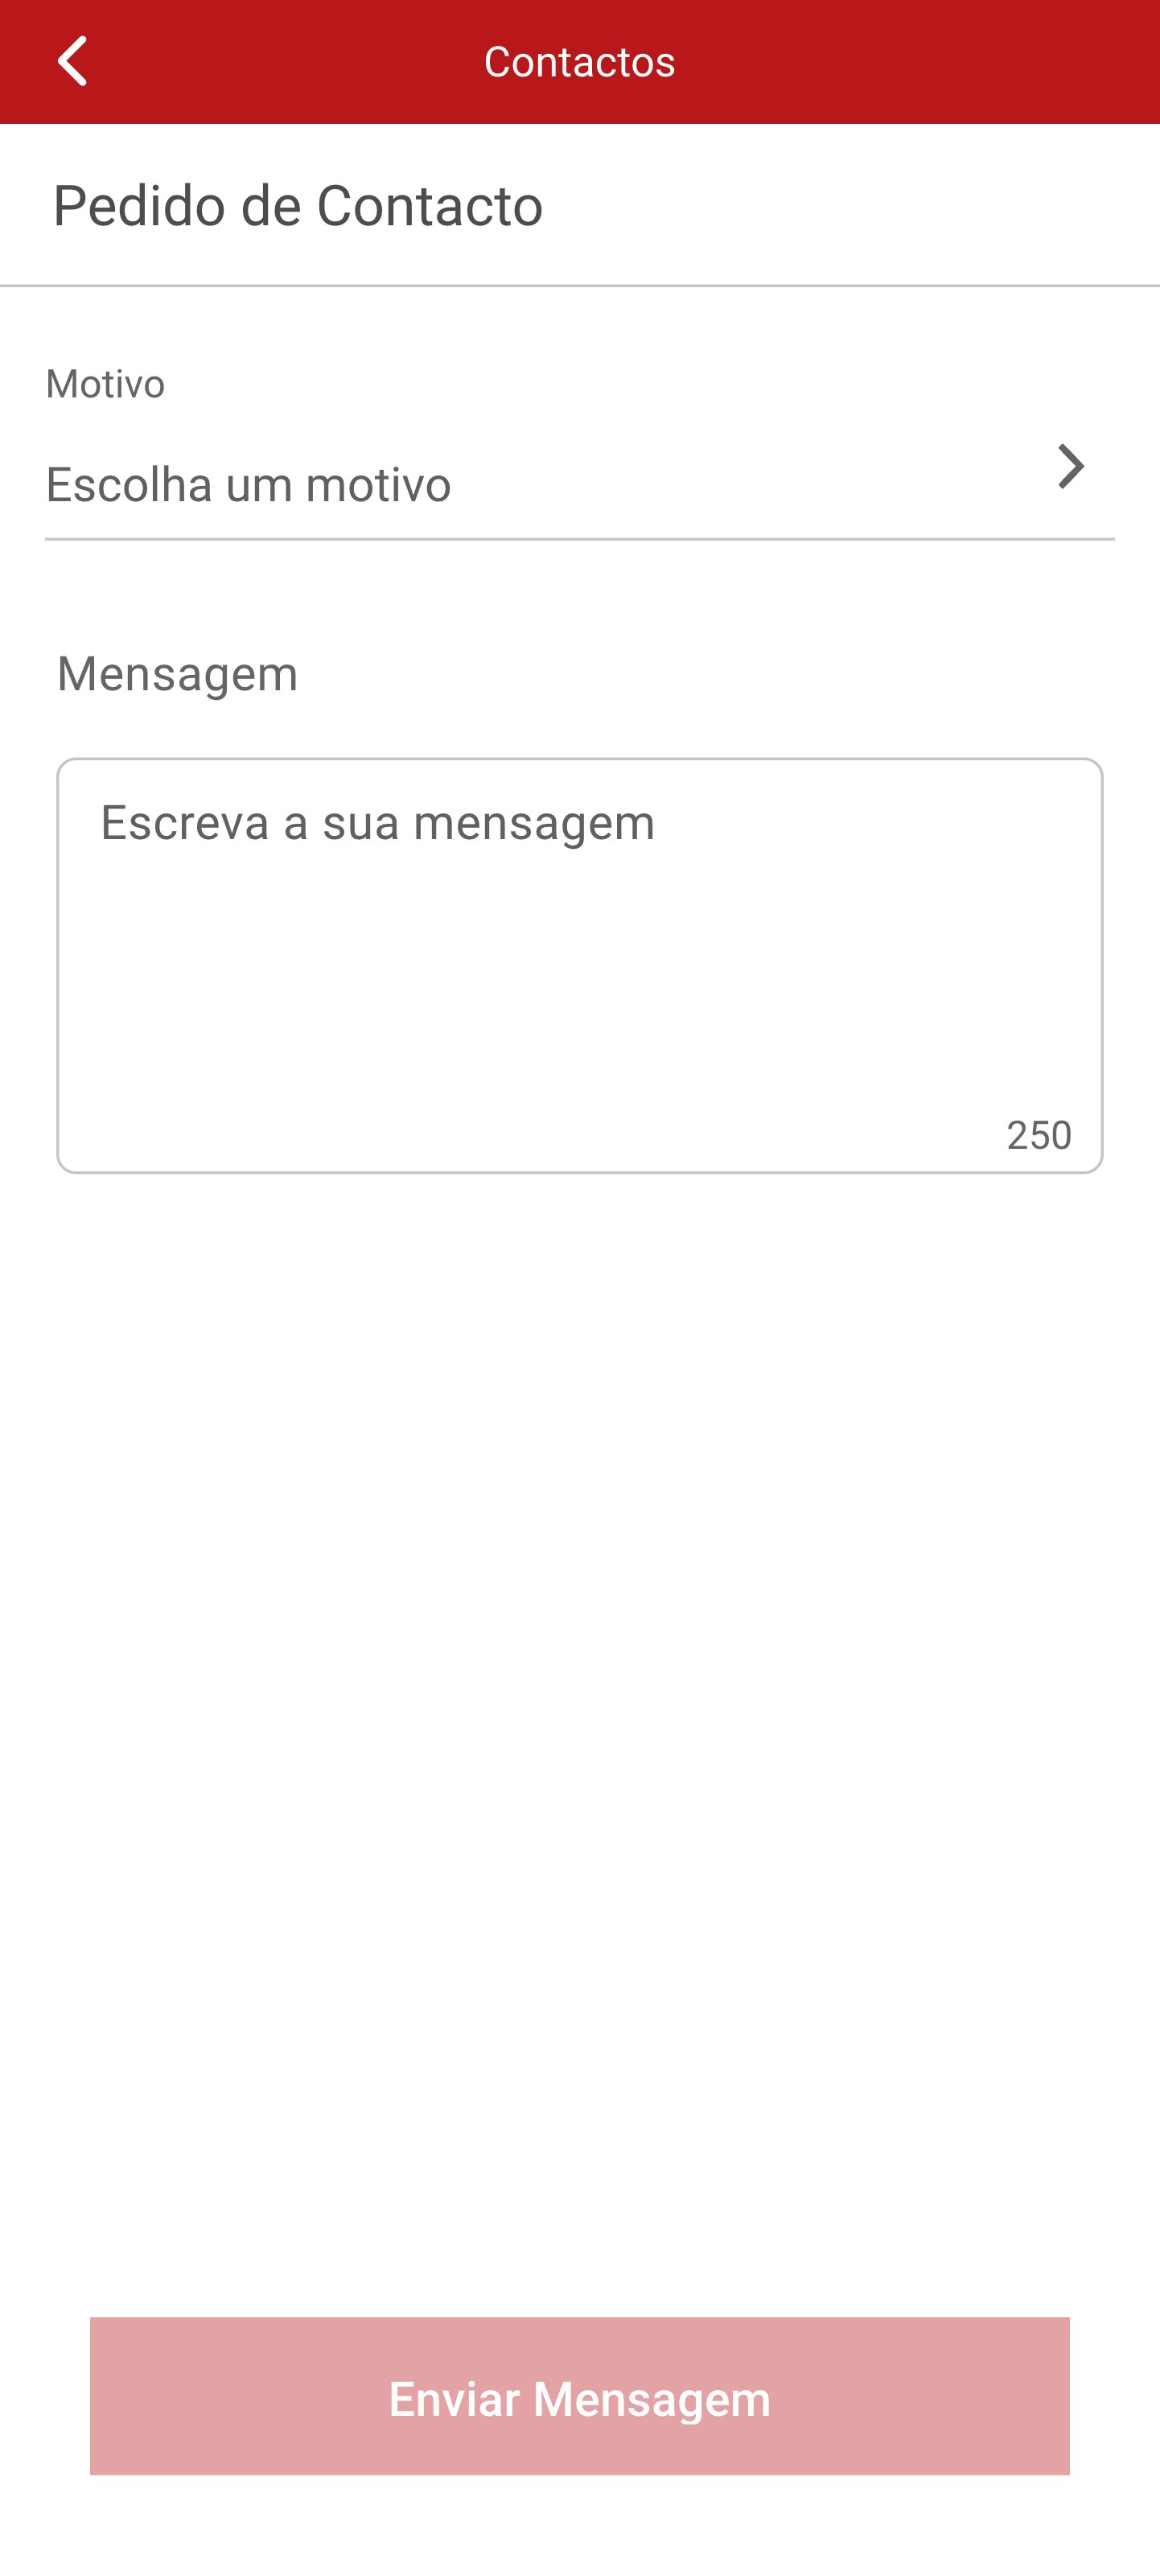 Contactos
Pedido de Contacto
Motivo
Escolha um motivo
Mensagem
Escreva a sua mensagem
250
Enviar Mensagem